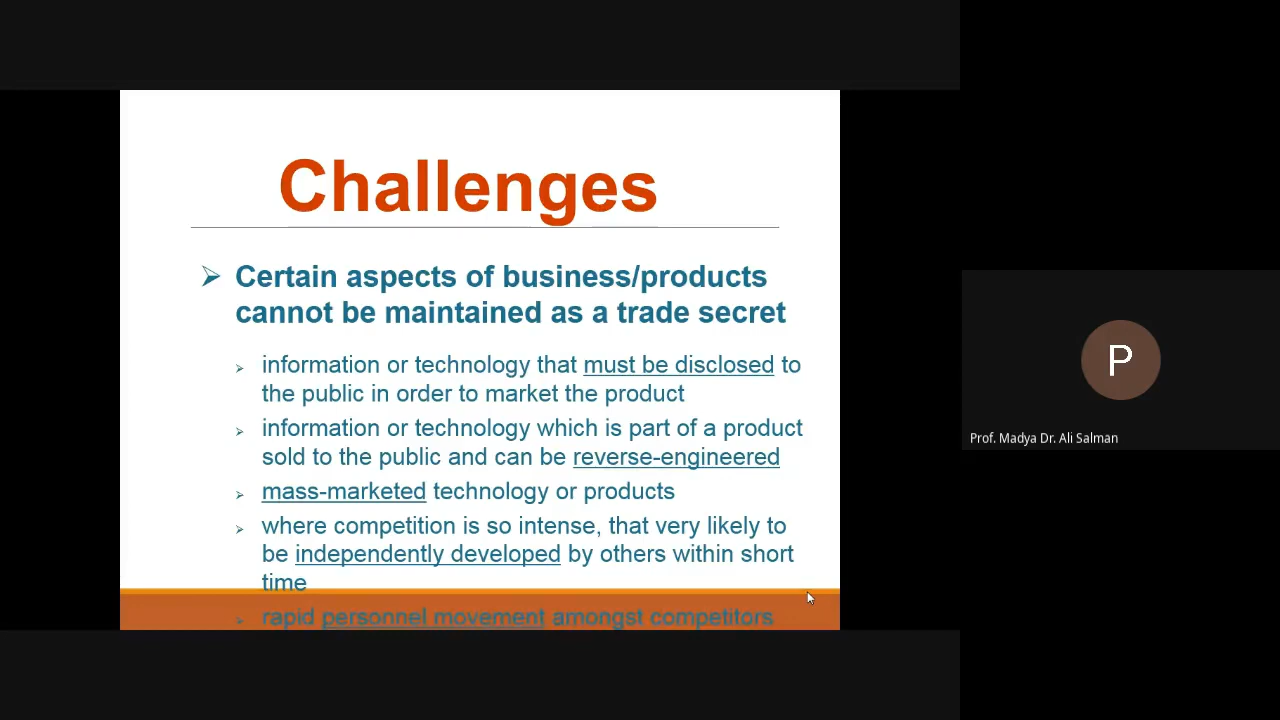 Challenges
Certain aspects of business/products
cannot be maintained as a trade secret
information or technology that must be disclosed to
the public in order to market the product
information or technology which is part of a product
sold to the public and can be reverse-engineered
mass-marketed technology or products
where competition is so intense, that very likely to
be independently developed by others within short
time
rapid personnel movement amongst competitors
P
Prof. Madya Dr. Ali Salman